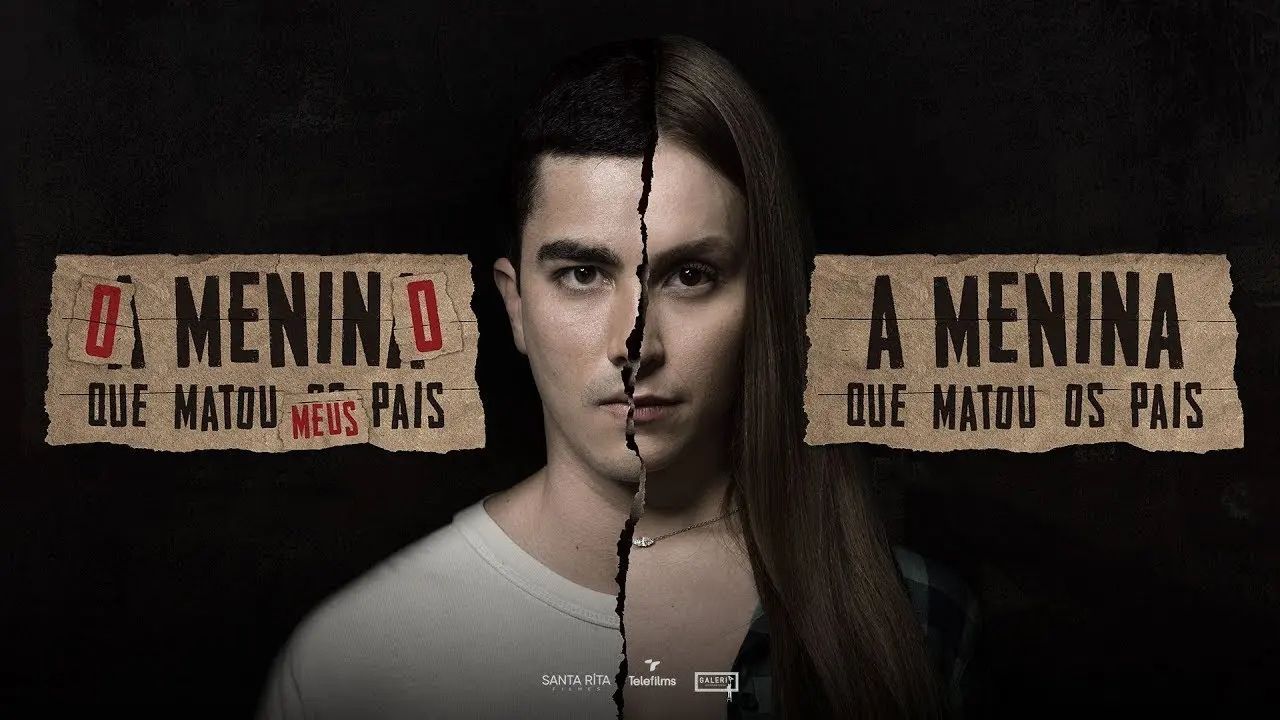 O MENINO
QUE MATOU MEUS PAIS
A MENINA
QUE MATOU OS PAIS
SANTA RITA
FILMES
Telefilms
GALERIA